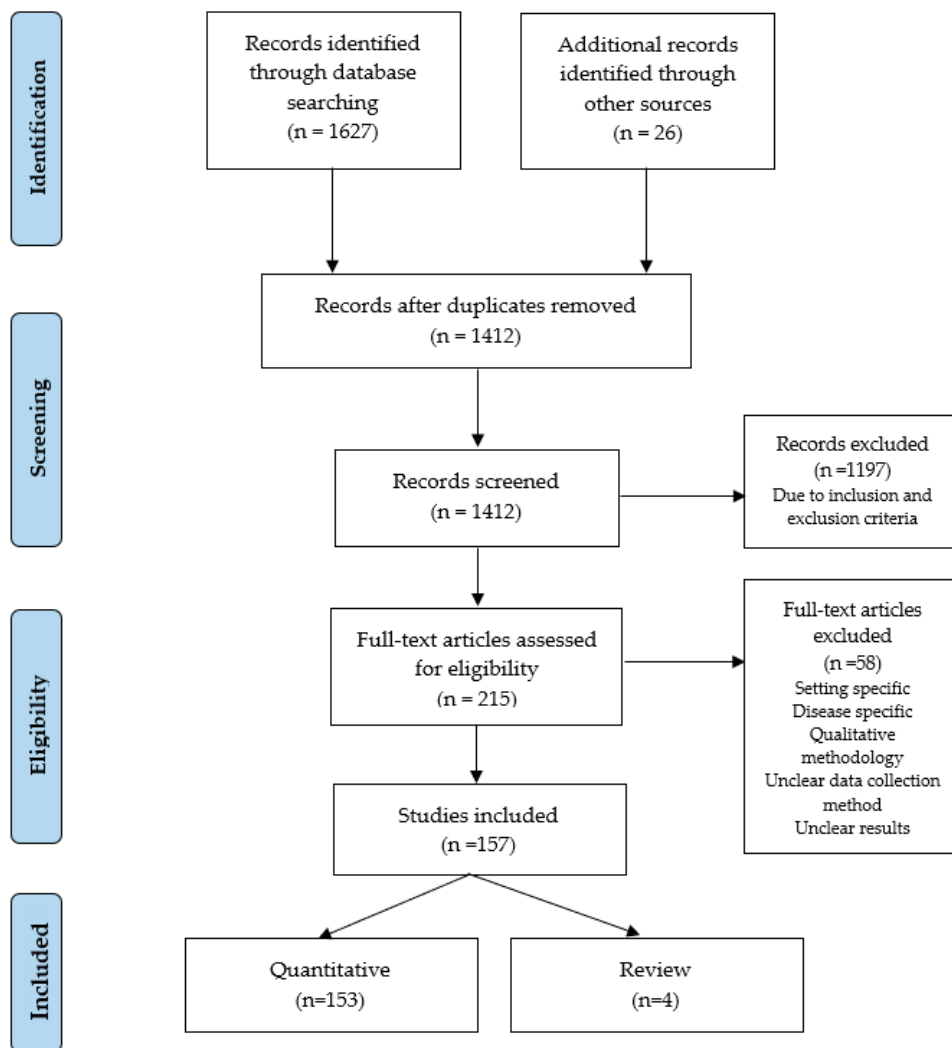 Identification
Records identified
through database
searching
(n = 1627)
Additional records
identified through
other sources
(n = 26)
Records after duplicates removed
(n = 1412)
Screening
Records screened
(n = 1412)
Records excluded
(n =1197)
Due to inclusion and
exclusion criteria
Eligibility
Full-text articles assessed
for eligibility
(n = 215)
Full-text articles
excluded
(n =58)
Setting specific
Disease specific
Qualitative
methodology
Unclear data collection
method
Unclear results
Studies included
(n =157)
Included
Quantitative
(n=153)
Review
(n=4)